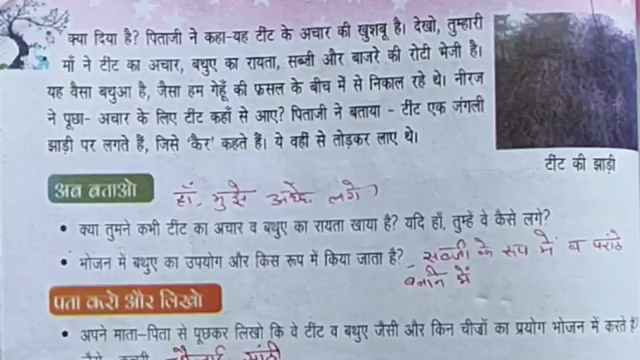 क्या दिया है? पिताजी ने कहा-यह टींट के अचार की खुशबू है। देखो, तुम्हारी
माँ ने टींट का अचार, बथुए का रायता, सब्ज़ी और बाजरे की रोटी भेजी है।
यह वैसा बथुआ है, जैसा हम गेहूँ की फ़सल के बीच में से निकाल रहे थे। नीरज
ने पूछा- अचार के लिए टींट कहाँ से आए? पिताजी ने बताया - टींट एक जंगली
झाड़ी पर लगते हैं, जिसे 'कैर' कहते हैं। ये वहीं से तोड़कर लाए थे।
टींट की झाड़ी
अब बताओ
हाँ, मुझे अच्छे लगे।
• क्या तुमने कभी टींट का अचार व बथुए का रायता खाया है? यदि हाँ, तुम्हें वे कैसे लगे?
• भोजन में बथुए का उपयोग और किस रूप में किया जाता है? - सब्जी के रूप में व परांठे
बनाने में
पता करो और लिखो
• अपने माता-पिता से पूछकर लिखो कि वे टींट व बथुए जैसी और किन चीजों का प्रयोग भोजन में करते हैं?